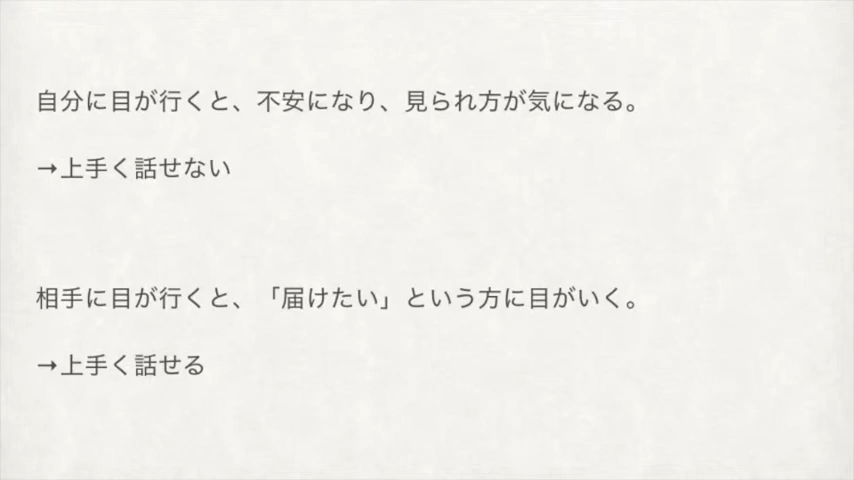 自分に目が行くと、不安になり、見られ方が気になる。
→上手く話せない
相手に目が行くと、「届けたい」という方に目がいく。
→上手く話せる